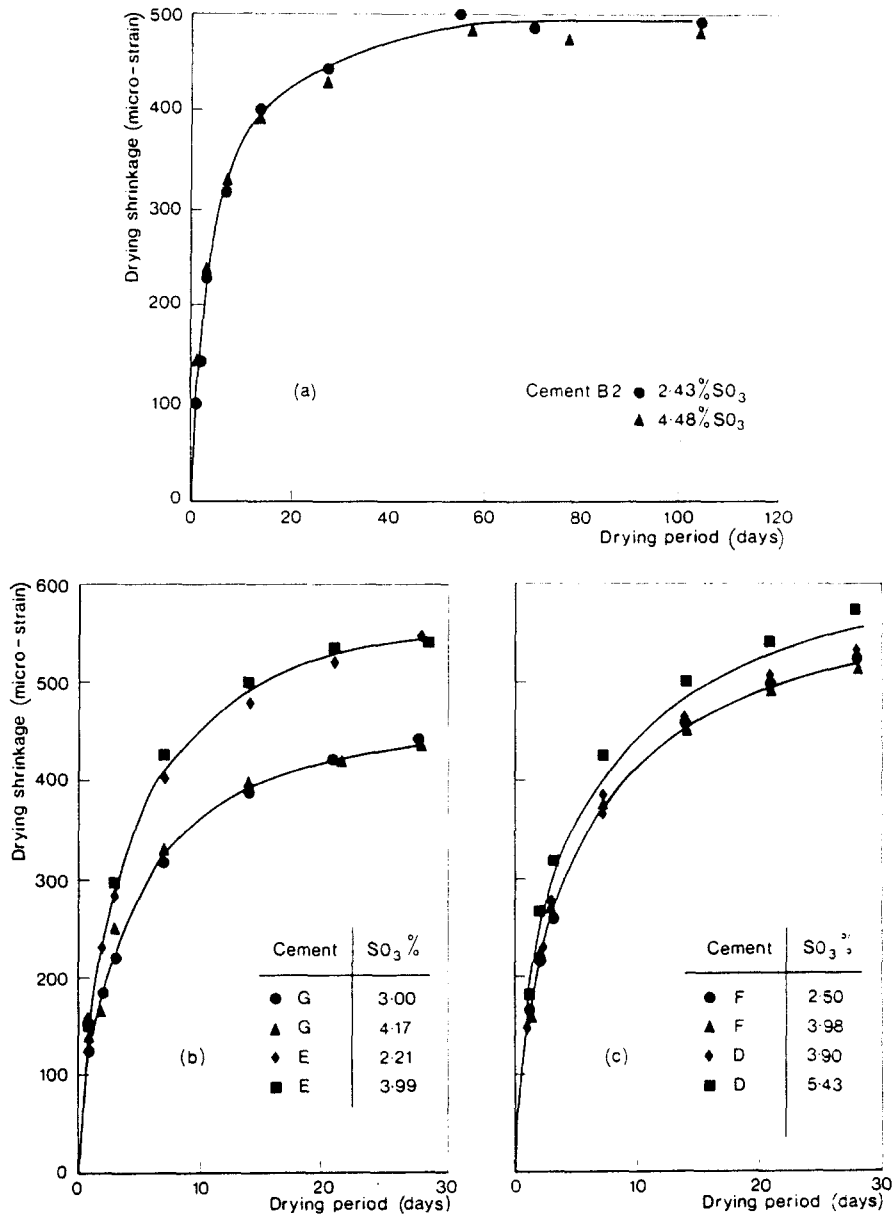 500
400
300
200
100
0
Drying shrinkage (micro-strain)
(a)
Cement B2 ● 2·43% SO₃
▲ 4·48% SO₃
0 20 40 60 80 100 120
Drying period (days)
600
500
400
300
200
100
0
Drying shrinkage (micro-strain)
(b)
Cement SO₃ %
● G 3·00
▲ G 4·17
◆ E 2·21
■ E 3·99
0 10 20 30
Drying period (days)
(c)
Cement SO₃ %
● F 2·50
▲ F 3·98
◆ D 3·90
■ D 5·43
0 10 20 30
Drying period (days)